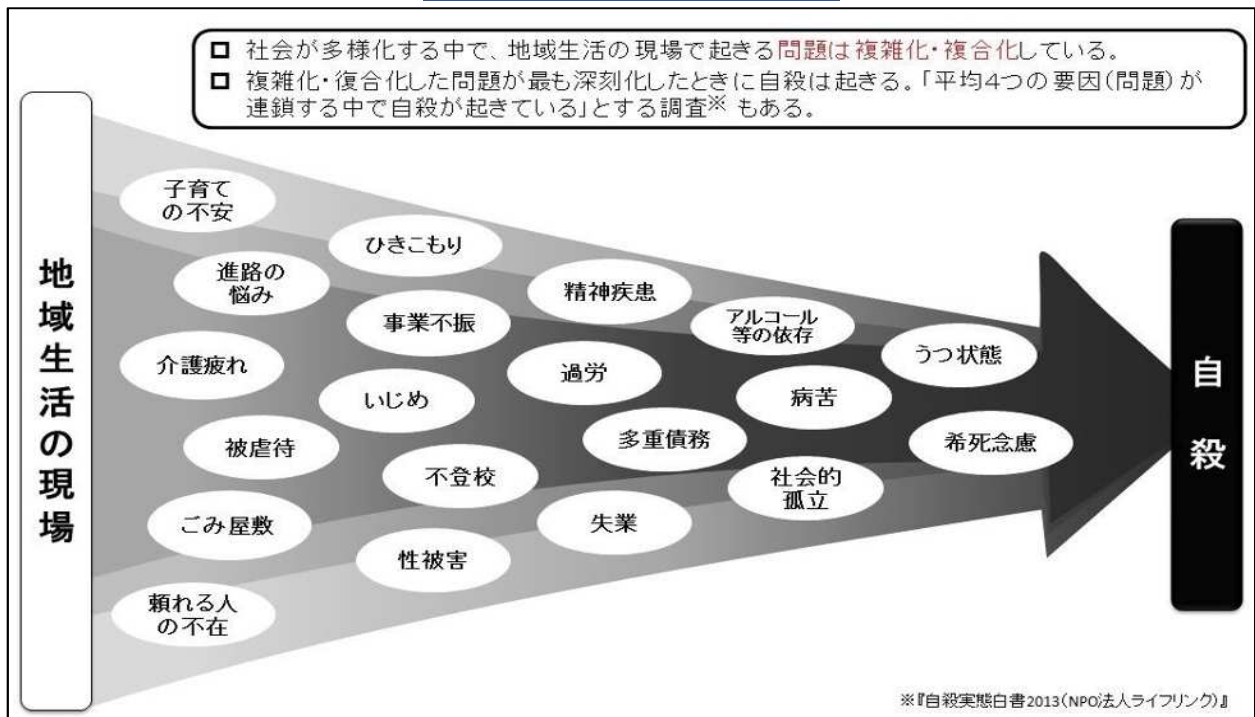 □ 社会が多様化する中で、地域生活の現場で起きる問題は複雑化・複合化している。
□ 複雑化・復合化した問題が最も深刻化したときに自殺は起きる。「平均4つの要因(問題)が
連鎖する中で自殺が起きている」とする調査※ もある。
地域生活の現場
子育て
の不安
進路の
悩み
介護疲れ
被虐待
ごみ屋敷
頼れる人
の不在
ひきこもり
事業不振
いじめ
不登校
性被害
精神疾患
過労
多重債務
失業
アルコール
等の依存
病苦
社会的
孤立
うつ状態
希死念慮
自殺
※『自殺実態白書2013(NPO法人ライフリンク)』